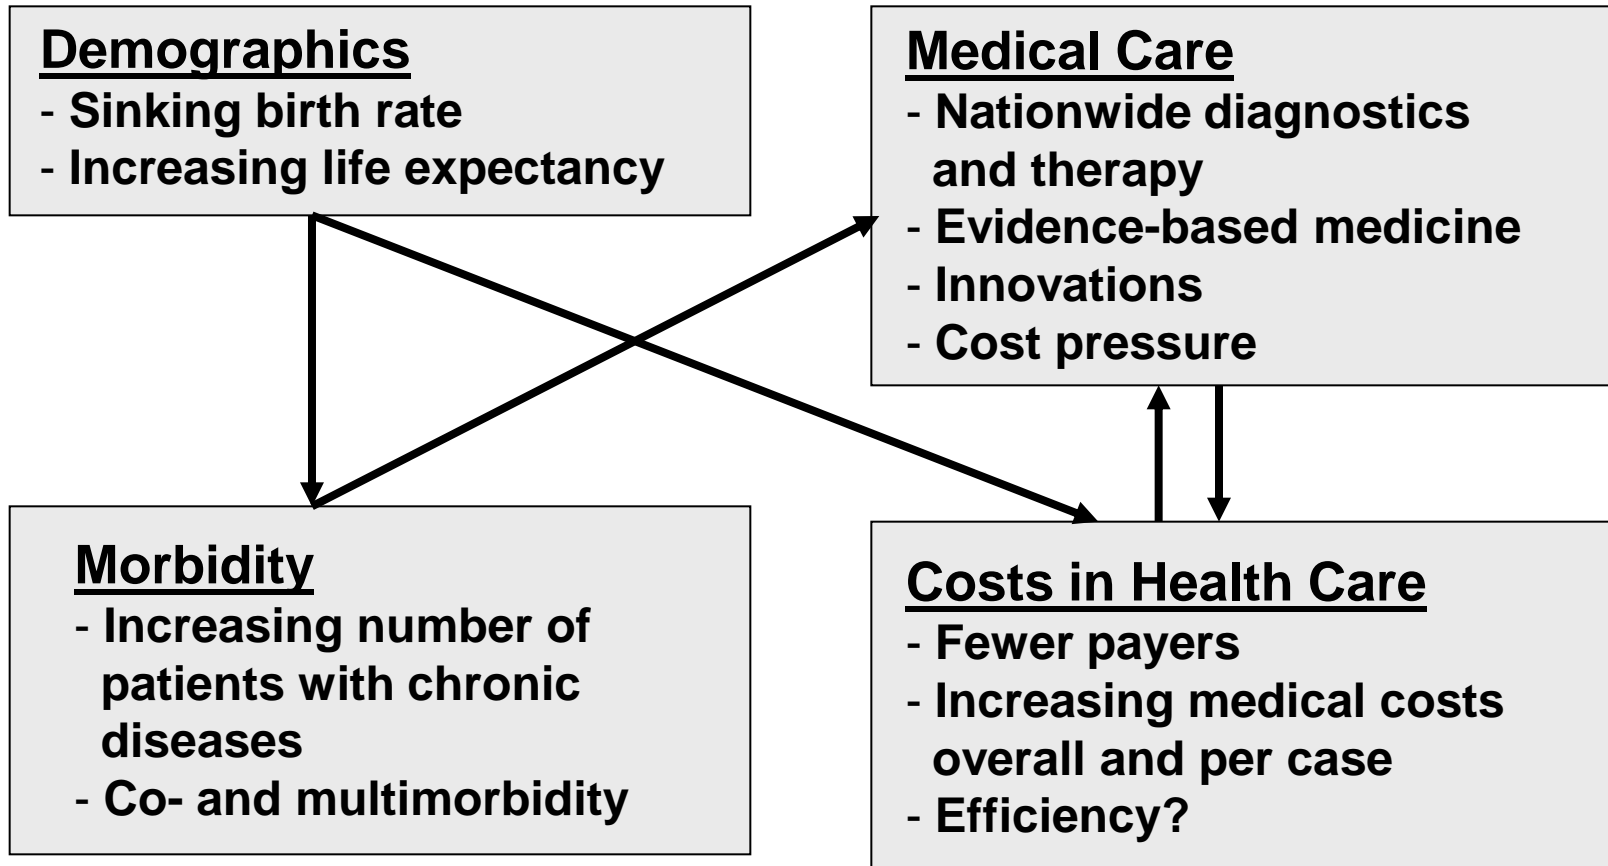 Demographics
- Sinking birth rate
- Increasing life expectancy
Medical Care
- Nationwide diagnostics
and therapy
- Evidence-based medicine
- Innovations
- Cost pressure
Morbidity
- Increasing number of
patients with chronic
diseases
- Co- and multimorbidity
Costs in Health Care
- Fewer payers
- Increasing medical costs
overall and per case
- Efficiency?